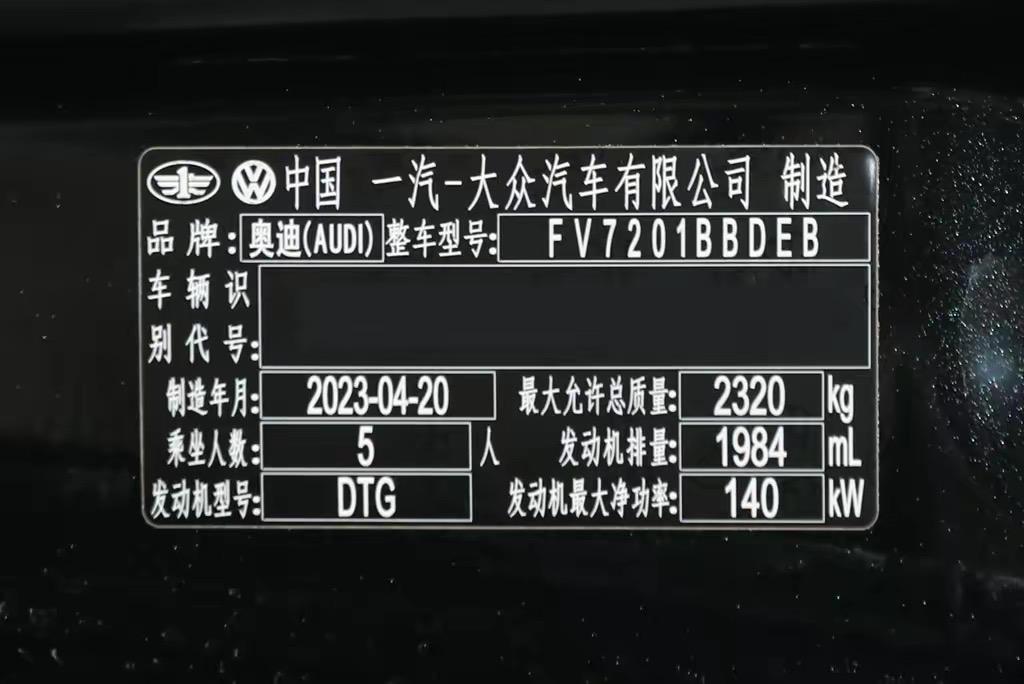 中国 一汽-大众汽车有限公司 制造
品牌: 奥迪(AUDI) 整车型号: FV7201BBDEB
车辆识
别代号:
制造年月: 2023-04-20 最大允许总质量: 2320 kg
乘坐人数: 5 人 发动机排量: 1984 mL
发动机型号: DTG 发动机最大净功率: 140 kW